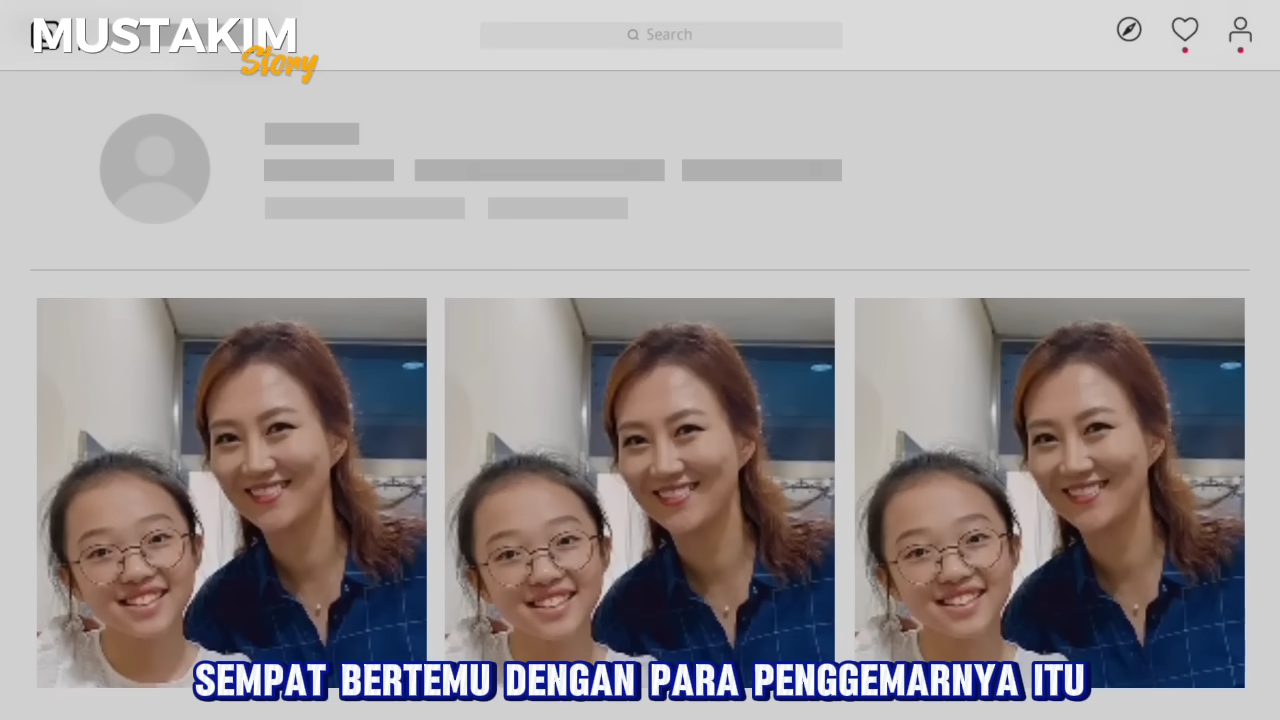 MUSTAKIM
Story
Search
SEMPAT BERTEMU DENGAN PARA PENGGEMARNYA ITU